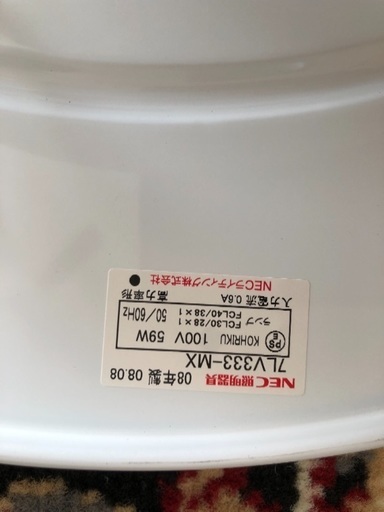 NEC照明器具 08年製 08.08
7LV333-MX
PS E KOHRIKU 100V 59W
ランプ FCL30/28×1 50/60Hz
FCL40/38×1
入力電流 0.6A 高力率形
NECライティング株式会社